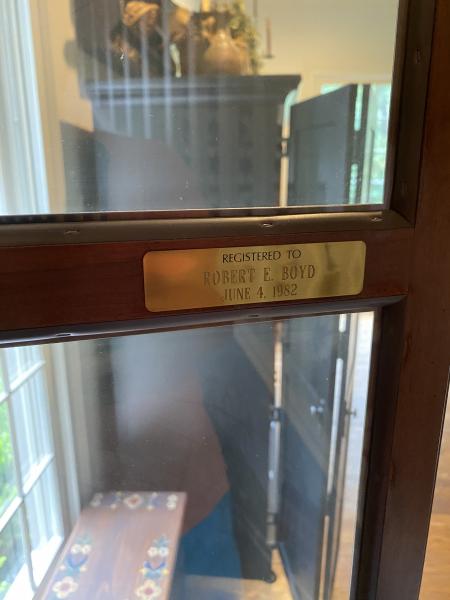 REGISTERED TO
ROBERT E. BOYD
JUNE 4, 1982